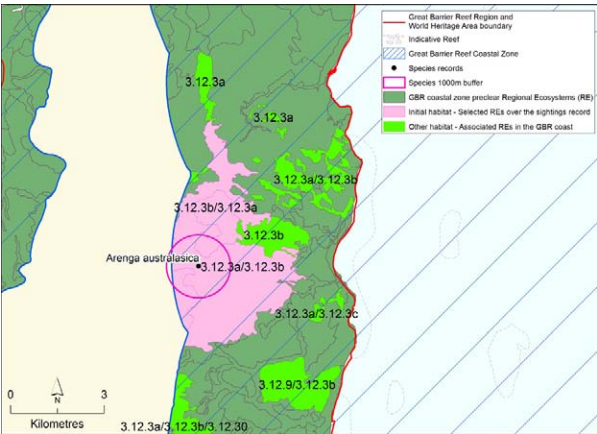 Great Barrier Reef Region and
World Heritage Area boundary
Indicative Reef
Great Barrier Reef Coastal Zone
Species records
Species 1000m buffer
GBR coastal zone preclear Regional Ecosystems (RE)
Initial habitat - Selected REs over the sightings record
Other habitat - Associated REs in the GBR coast
3.12.3a
3.12.3a
3.12.3a/3.12.3b
3.12.3b/3.12.3a
3.12.3b
Arenga australasica
3.12.3a/3.12.3b
3.12.3a/3.12.3c
3.12.9/3.12.3b
0
3
N
Kilometres
3.12.3a/3.12.3b/3.12.30